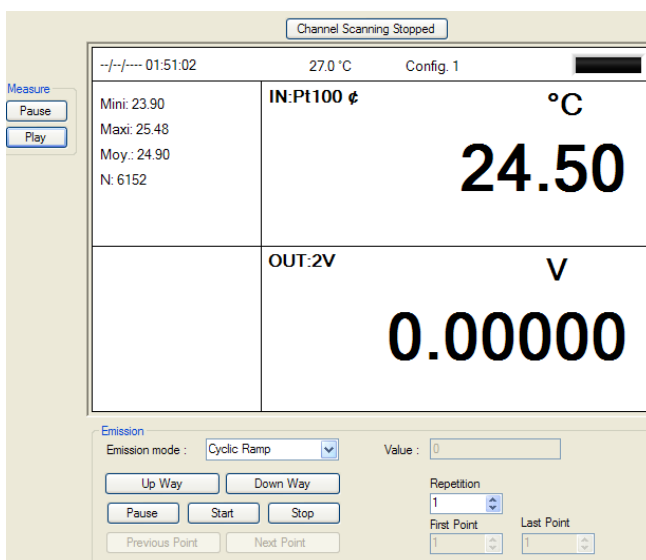 Channel Scanning Stopped
--/--/---- 01:51:02 27.0 °C Config. 1
Measure
Pause
Play
Mini: 23.90
Maxi: 25.48
Moy.: 24.90
N: 6152
IN:Pt100 ¢ °C
24.50
OUT:2V V
0.00000
Emission
Emission mode : Cyclic Ramp Value : 0
Up Way Down Way
Repetition
1
Pause Start Stop
First Point Last Point
1 1
Previous Point Next Point